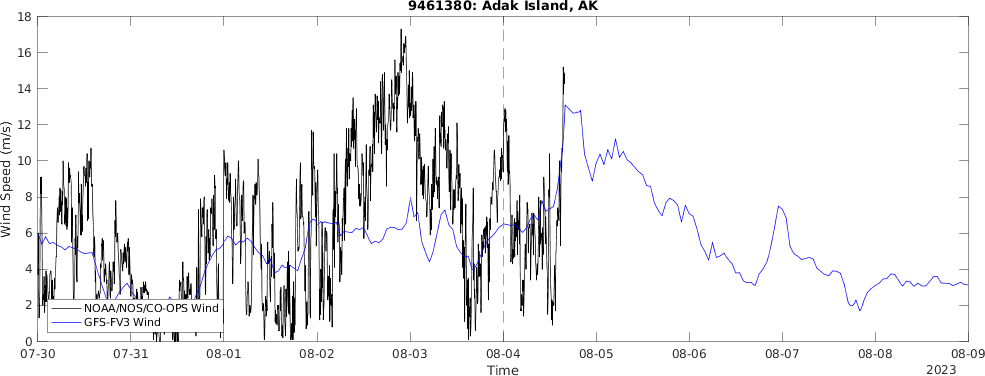 9461380: Adak Island, AK
Wind Speed (m/s)
18
16
14
12
10
8
6
4
2
0
NOAA/NOS/CO-OPS Wind
GFS-FV3 Wind
07-30 07-31 08-01 08-02 08-03 08-04 08-05 08-06 08-07 08-08 08-09
Time
2023